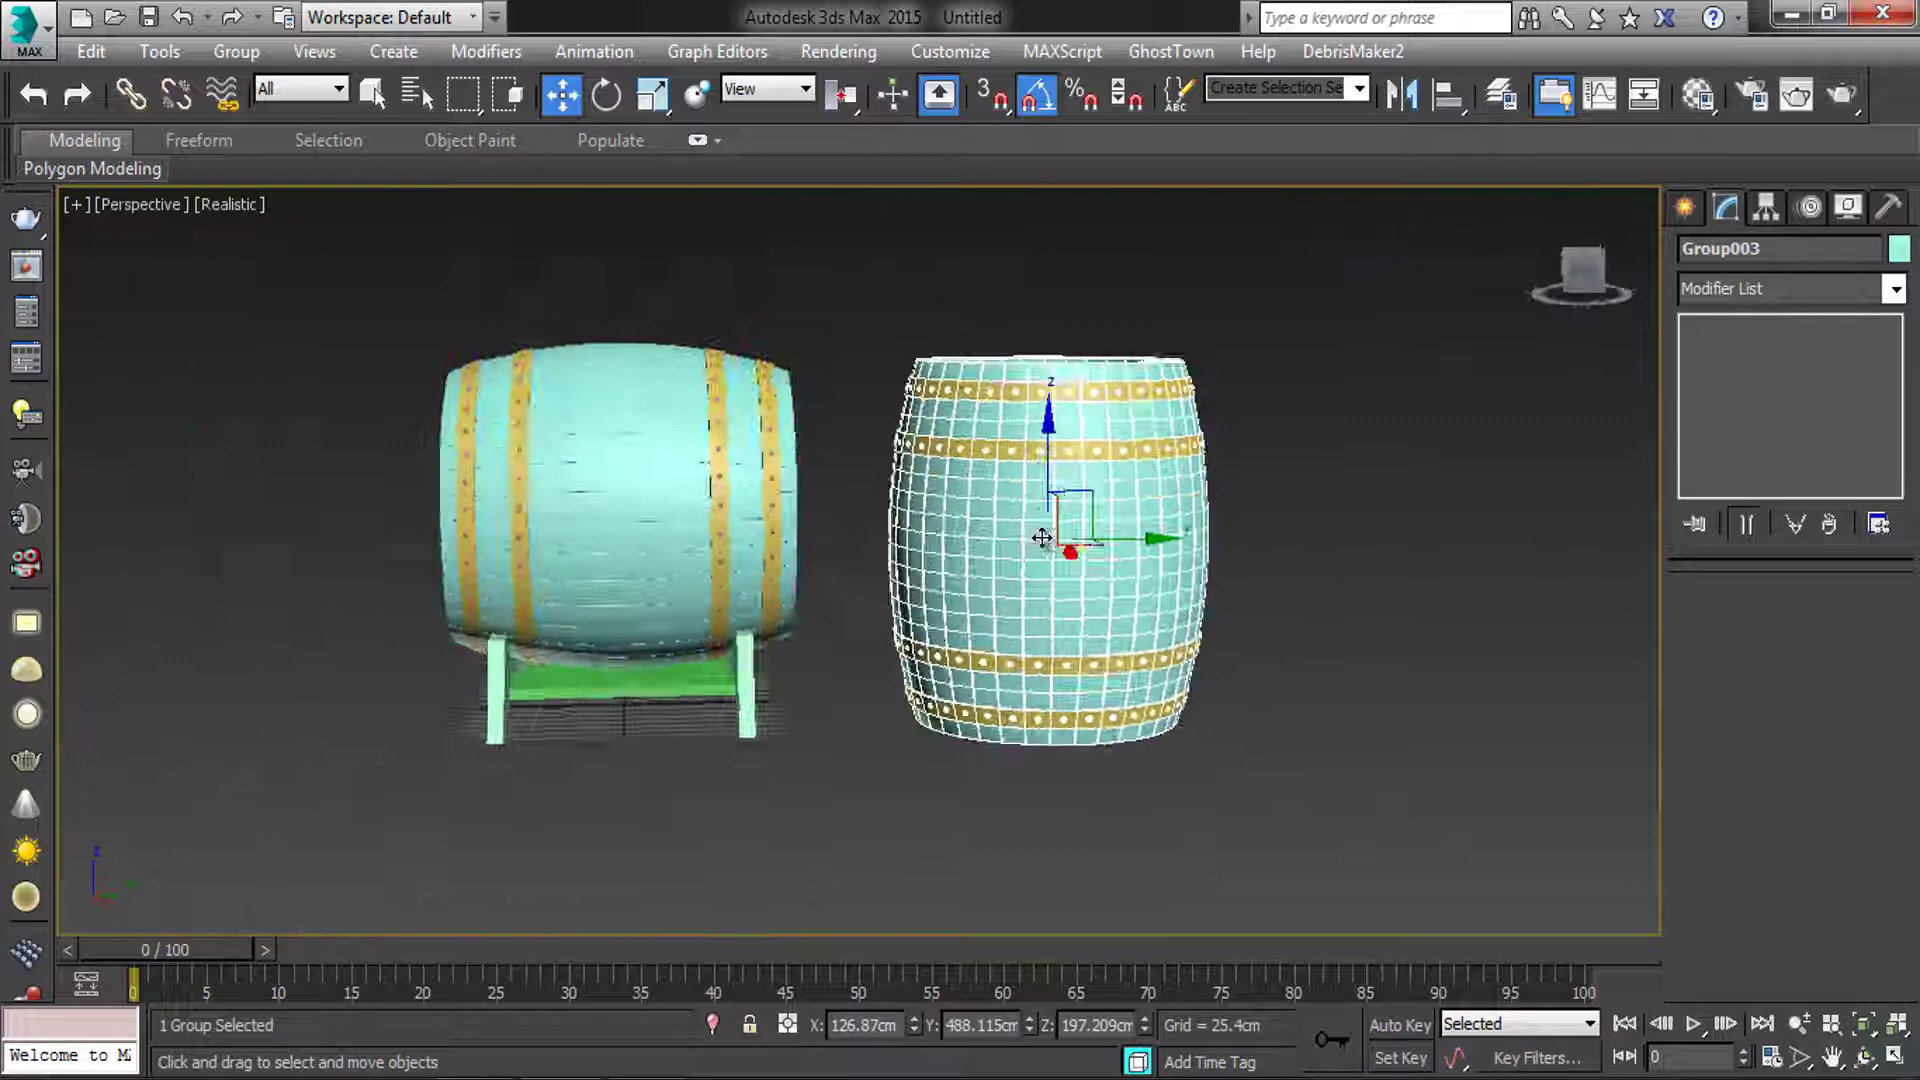 Workspace: Default
Autodesk 3ds Max 2015 Untitled
Type a keyword or phrase
MAX
Edit Tools Group Views Create Modifiers Animation Graph Editors Rendering Customize MAXScript GhostTown Help DebrisMaker2
All
View
3
%
ABC
Create Selection Se
Modeling Freeform Selection Object Paint Populate
Polygon Modeling
[+] [Perspective ] [Realistic ]
Group003
Modifier List
z
z
< 0 / 100 >
0 5 10 15 20 25 30 35 40 45 50 55 60 65 70 75 80 85 90 95 100
1 Group Selected
X: 126.87cm Y: 488.115cm Z: 197.209cm Grid = 25.4cm
Auto Key Selected
Welcome to M
Click and drag to select and move objects
Add Time Tag
Set Key Key Filters... 0